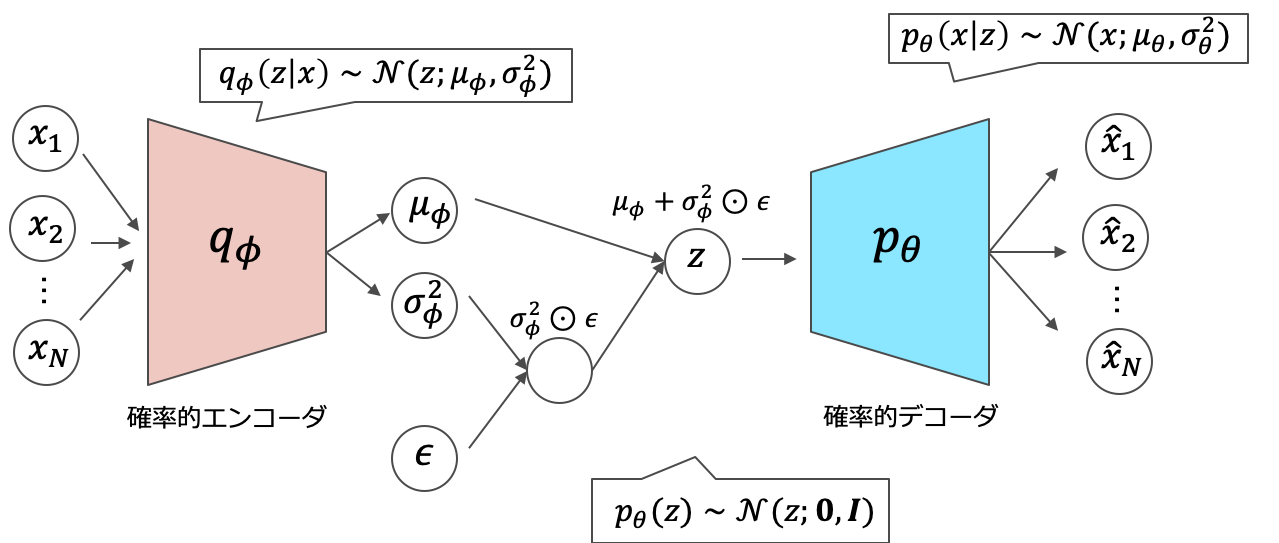 p_θ(x|z) ~ 𝒩(x; μ_θ, σ_θ^2)
q_ϕ(z|x) ~ 𝒩(z; μ_ϕ, σ_ϕ^2)
x_1
x_2
⋮
x_N
q_ϕ
確率的エンコーダ
μ_ϕ
σ_ϕ^2
ϵ
σ_ϕ^2 ⊙ ϵ
μ_ϕ + σ_ϕ^2 ⊙ ϵ
z
p_θ(z) ~ 𝒩(z; 𝟎, 𝑰)
p_θ
確率的デコーダ
x̂_1
x̂_2
⋮
x̂_N